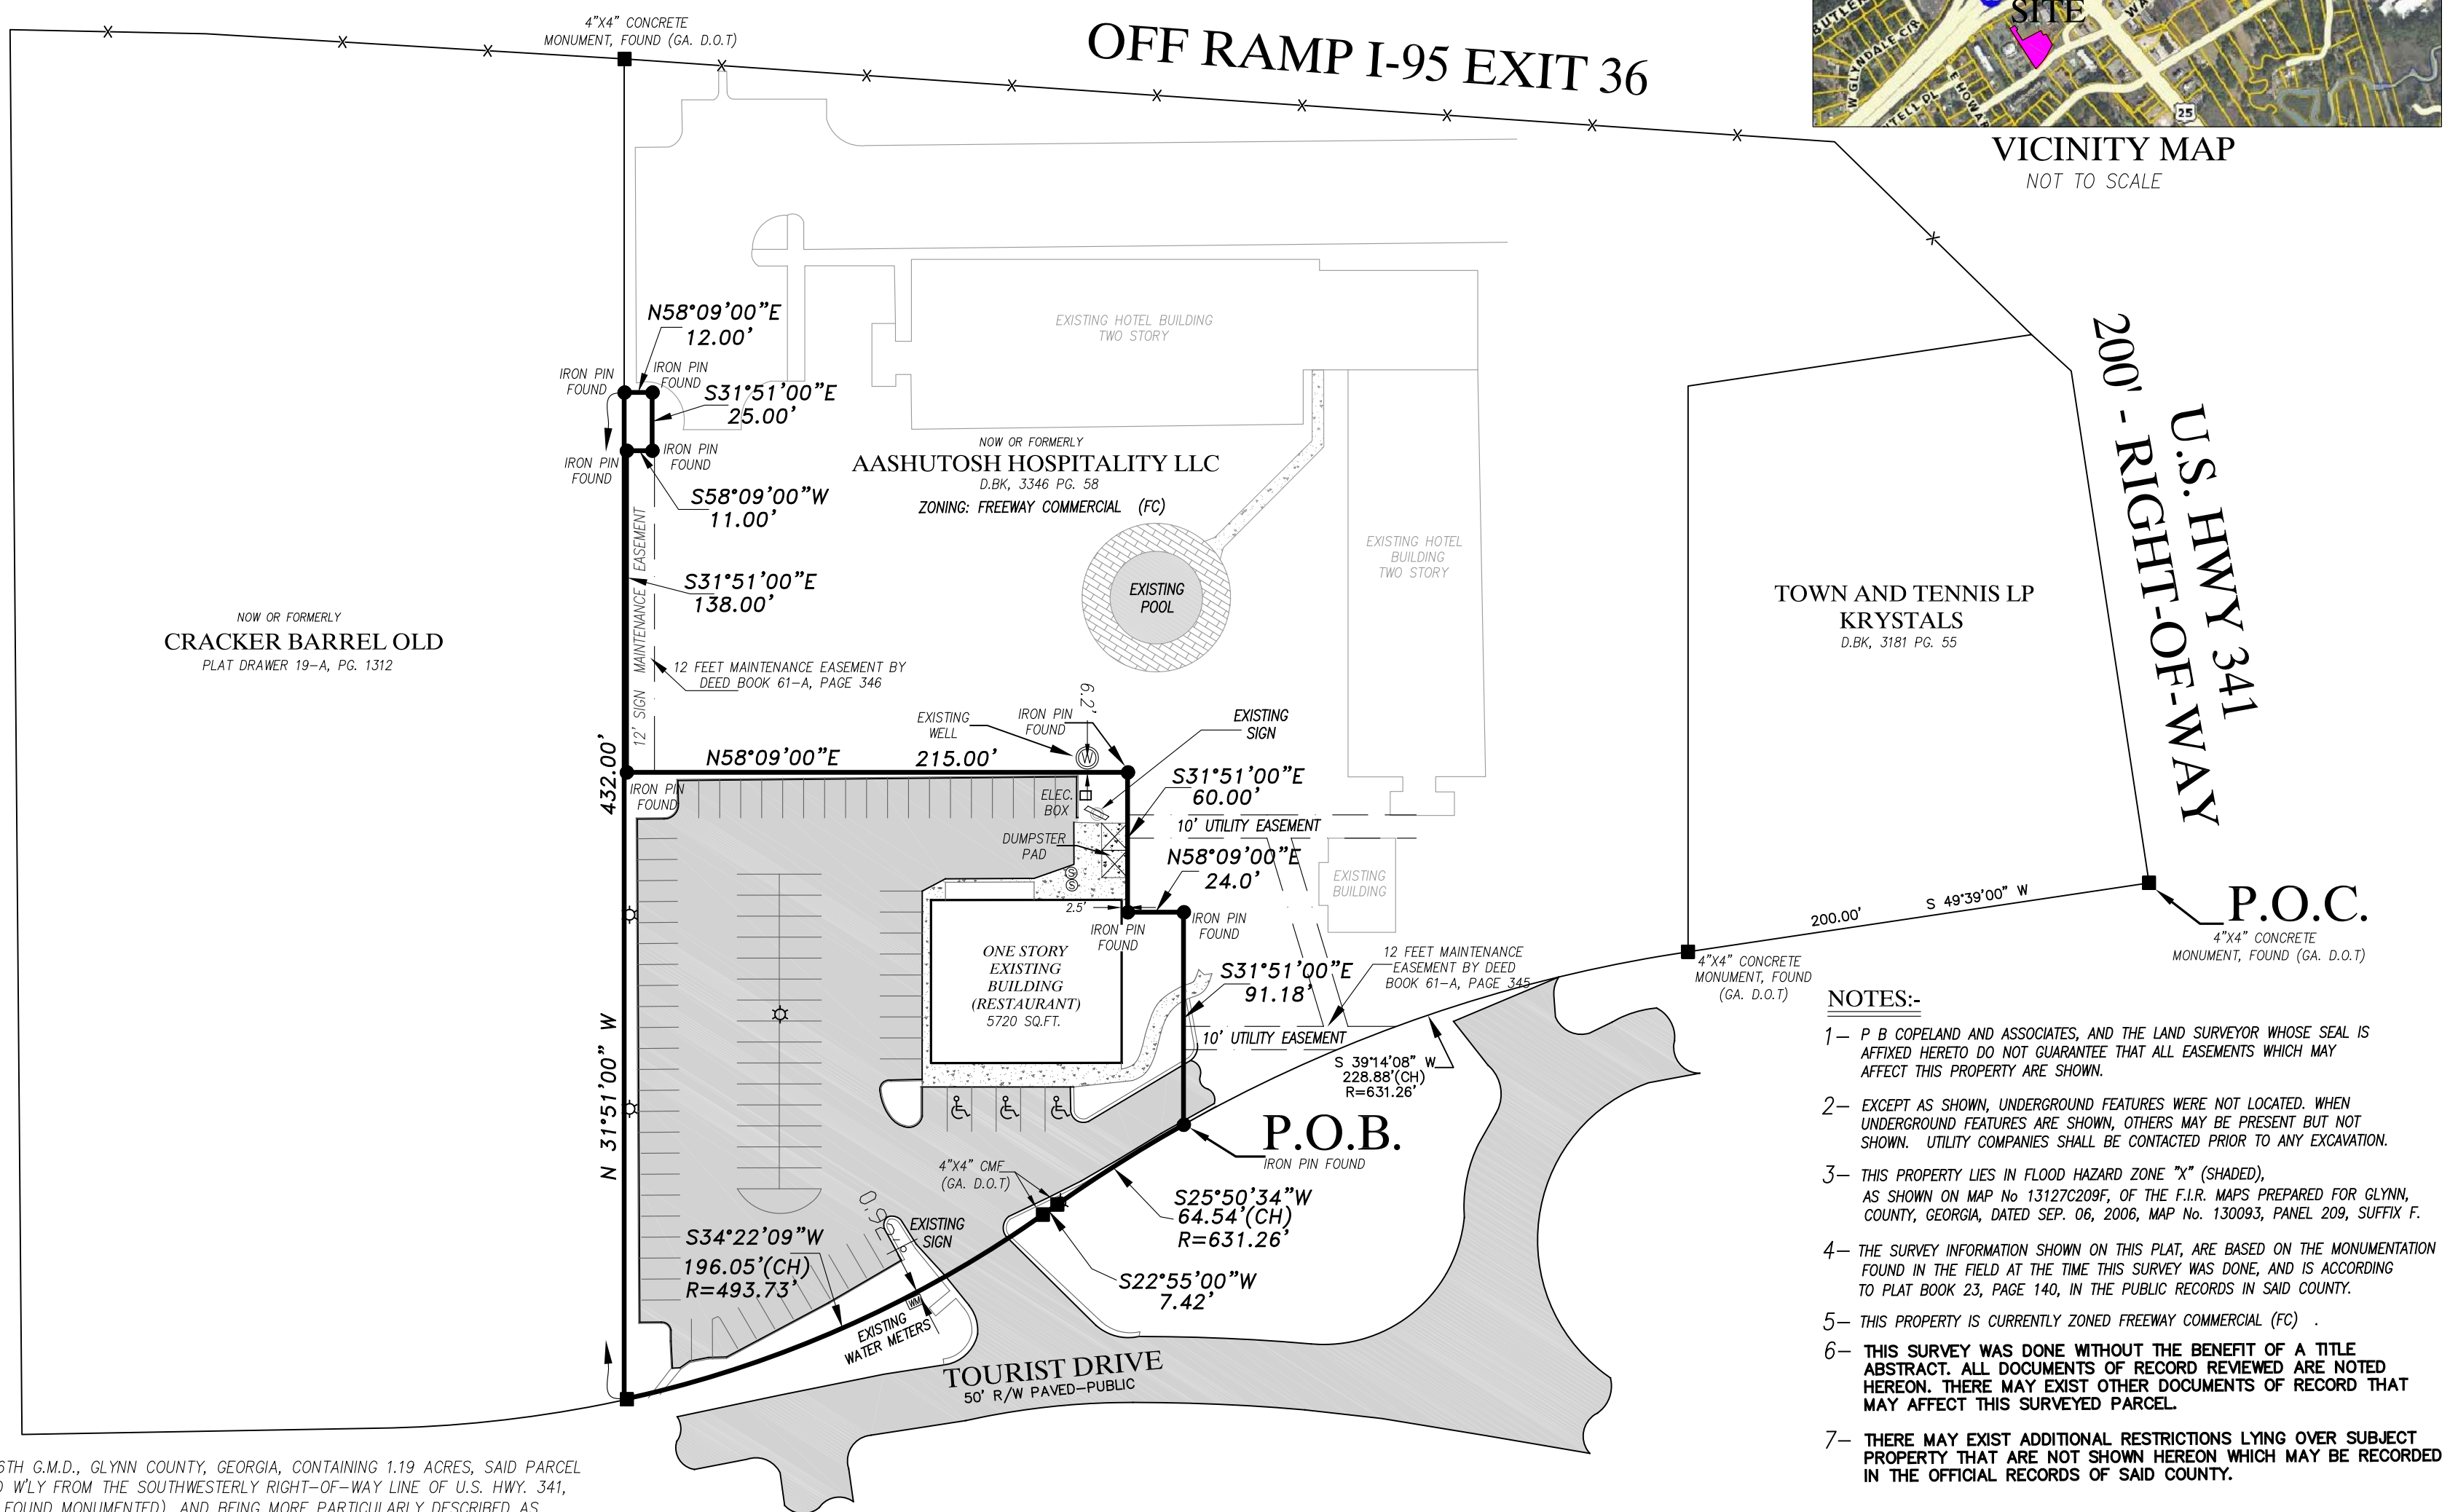 4"X4" CONCRETE
MONUMENT, FOUND (GA. D.O.T)
OFF RAMP I-95 EXIT 36
SITE
W GLYNDALE CIR
25
VICINITY MAP
NOT TO SCALE
N58°09'00"E
12.00'
IRON PIN
FOUND
IRON PIN
FOUND
S31°51'00"E
25.00'
IRON PIN
FOUND
IRON PIN
FOUND
S58°09'00"W
11.00'
EXISTING HOTEL BUILDING
TWO STORY
NOW OR FORMERLY
AASHUTOSH HOSPITALITY LLC
D.BK, 3346 PG. 58
ZONING: FREEWAY COMMERCIAL (FC)
EXISTING
POOL
EXISTING HOTEL
BUILDING
TWO STORY
U.S. HWY 341
200' - RIGHT-OF-WAY
TOWN AND TENNIS LP
KRYSTALS
D.BK, 3181 PG. 55
NOW OR FORMERLY
CRACKER BARREL OLD
PLAT DRAWER 19-A, PG. 1312
S31°51'00"E
138.00'
12' SIGN MAINTENANCE EASEMENT
12 FEET MAINTENANCE EASEMENT BY
DEED BOOK 61-A, PAGE 346
EXISTING
WELL
IRON PIN
FOUND
6.2'
W
EXISTING
SIGN
N58°09'00"E 215.00'
IRON PIN
FOUND
ELEC.
BOX
S31°51'00"E
60.00'
10' UTILITY EASEMENT
DUMPSTER
PAD
S
S
N58°09'00"E
24.0'
2.5'
IRON PIN
FOUND
IRON PIN
FOUND
EXISTING
BUILDING
ONE STORY
EXISTING
BUILDING
(RESTAURANT)
5720 SQ.FT.
S31°51'00"E
91.18'
12 FEET MAINTENANCE
EASEMENT BY DEED
BOOK 61-A, PAGE 345
10' UTILITY EASEMENT
S 39°14'08" W
228.88'(CH)
R=631.26'
200.00' S 49°39'00" W
P.O.C.
4"X4" CONCRETE
MONUMENT, FOUND (GA. D.O.T)
4"X4" CONCRETE
MONUMENT, FOUND
(GA. D.O.T)
N 31°51'00" W 432.00'
P.O.B.
IRON PIN FOUND
4"X4" CMF
(GA. D.O.T)
S25°50'34"W
64.54'(CH)
R=631.26'
S22°55'00"W
7.42'
S34°22'09"W
196.05'(CH)
R=493.73'
EXISTING
SIGN
WM
EXISTING
WATER METERS
TOURIST DRIVE
50' R/W PAVED-PUBLIC
NOTES:-
1- P B COPELAND AND ASSOCIATES, AND THE LAND SURVEYOR WHOSE SEAL IS
AFFIXED HERETO DO NOT GUARANTEE THAT ALL EASEMENTS WHICH MAY
AFFECT THIS PROPERTY ARE SHOWN.
2- EXCEPT AS SHOWN, UNDERGROUND FEATURES WERE NOT LOCATED. WHEN
UNDERGROUND FEATURES ARE SHOWN, OTHERS MAY BE PRESENT BUT NOT
SHOWN. UTILITY COMPANIES SHALL BE CONTACTED PRIOR TO ANY EXCAVATION.
3- THIS PROPERTY LIES IN FLOOD HAZARD ZONE "X" (SHADED),
AS SHOWN ON MAP No 13127C209F, OF THE F.I.R. MAPS PREPARED FOR GLYNN,
COUNTY, GEORGIA, DATED SEP. 06, 2006, MAP No. 130093, PANEL 209, SUFFIX F.
4- THE SURVEY INFORMATION SHOWN ON THIS PLAT, ARE BASED ON THE MONUMENTATION
FOUND IN THE FIELD AT THE TIME THIS SURVEY WAS DONE, AND IS ACCORDING
TO PLAT BOOK 23, PAGE 140, IN THE PUBLIC RECORDS IN SAID COUNTY.
5- THIS PROPERTY IS CURRENTLY ZONED FREEWAY COMMERCIAL (FC) .
6- THIS SURVEY WAS DONE WITHOUT THE BENEFIT OF A TITLE
ABSTRACT. ALL DOCUMENTS OF RECORD REVIEWED ARE NOTED
HEREON. THERE MAY EXIST OTHER DOCUMENTS OF RECORD THAT
MAY AFFECT THIS SURVEYED PARCEL.
7- THERE MAY EXIST ADDITIONAL RESTRICTIONS LYING OVER SUBJECT
PROPERTY THAT ARE NOT SHOWN HEREON WHICH MAY BE RECORDED
IN THE OFFICIAL RECORDS OF SAID COUNTY.
6TH G.M.D., GLYNN COUNTY, GEORGIA, CONTAINING 1.19 ACRES, SAID PARCEL
W'LY FROM THE SOUTHWESTERLY RIGHT-OF-WAY LINE OF U.S. HWY. 341,
FOUND MONUMENTED), AND BEING MORE PARTICULARLY DESCRIBED AS